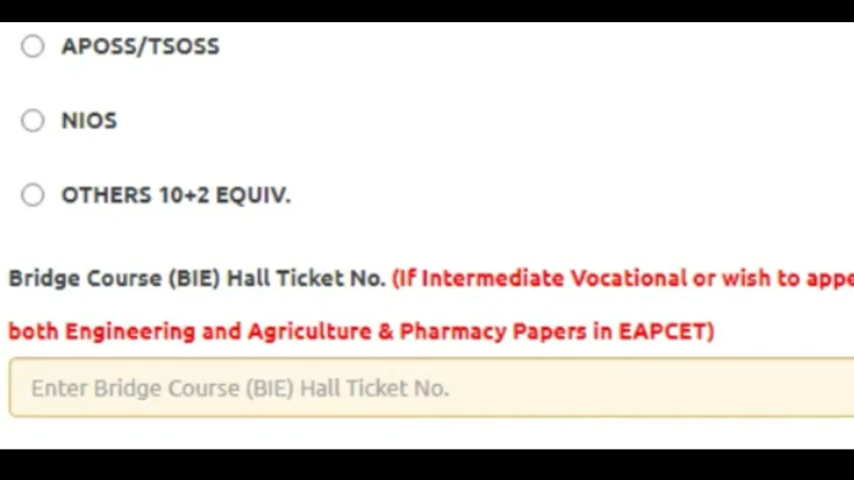 APOSS/TSOSS
NIOS
OTHERS 10+2 EQUIV.
Bridge Course (BIE) Hall Ticket No. (If Intermediate Vocational or wish to appe
both Engineering and Agriculture & Pharmacy Papers in EAPCET)
Enter Bridge Course (BIE) Hall Ticket No.